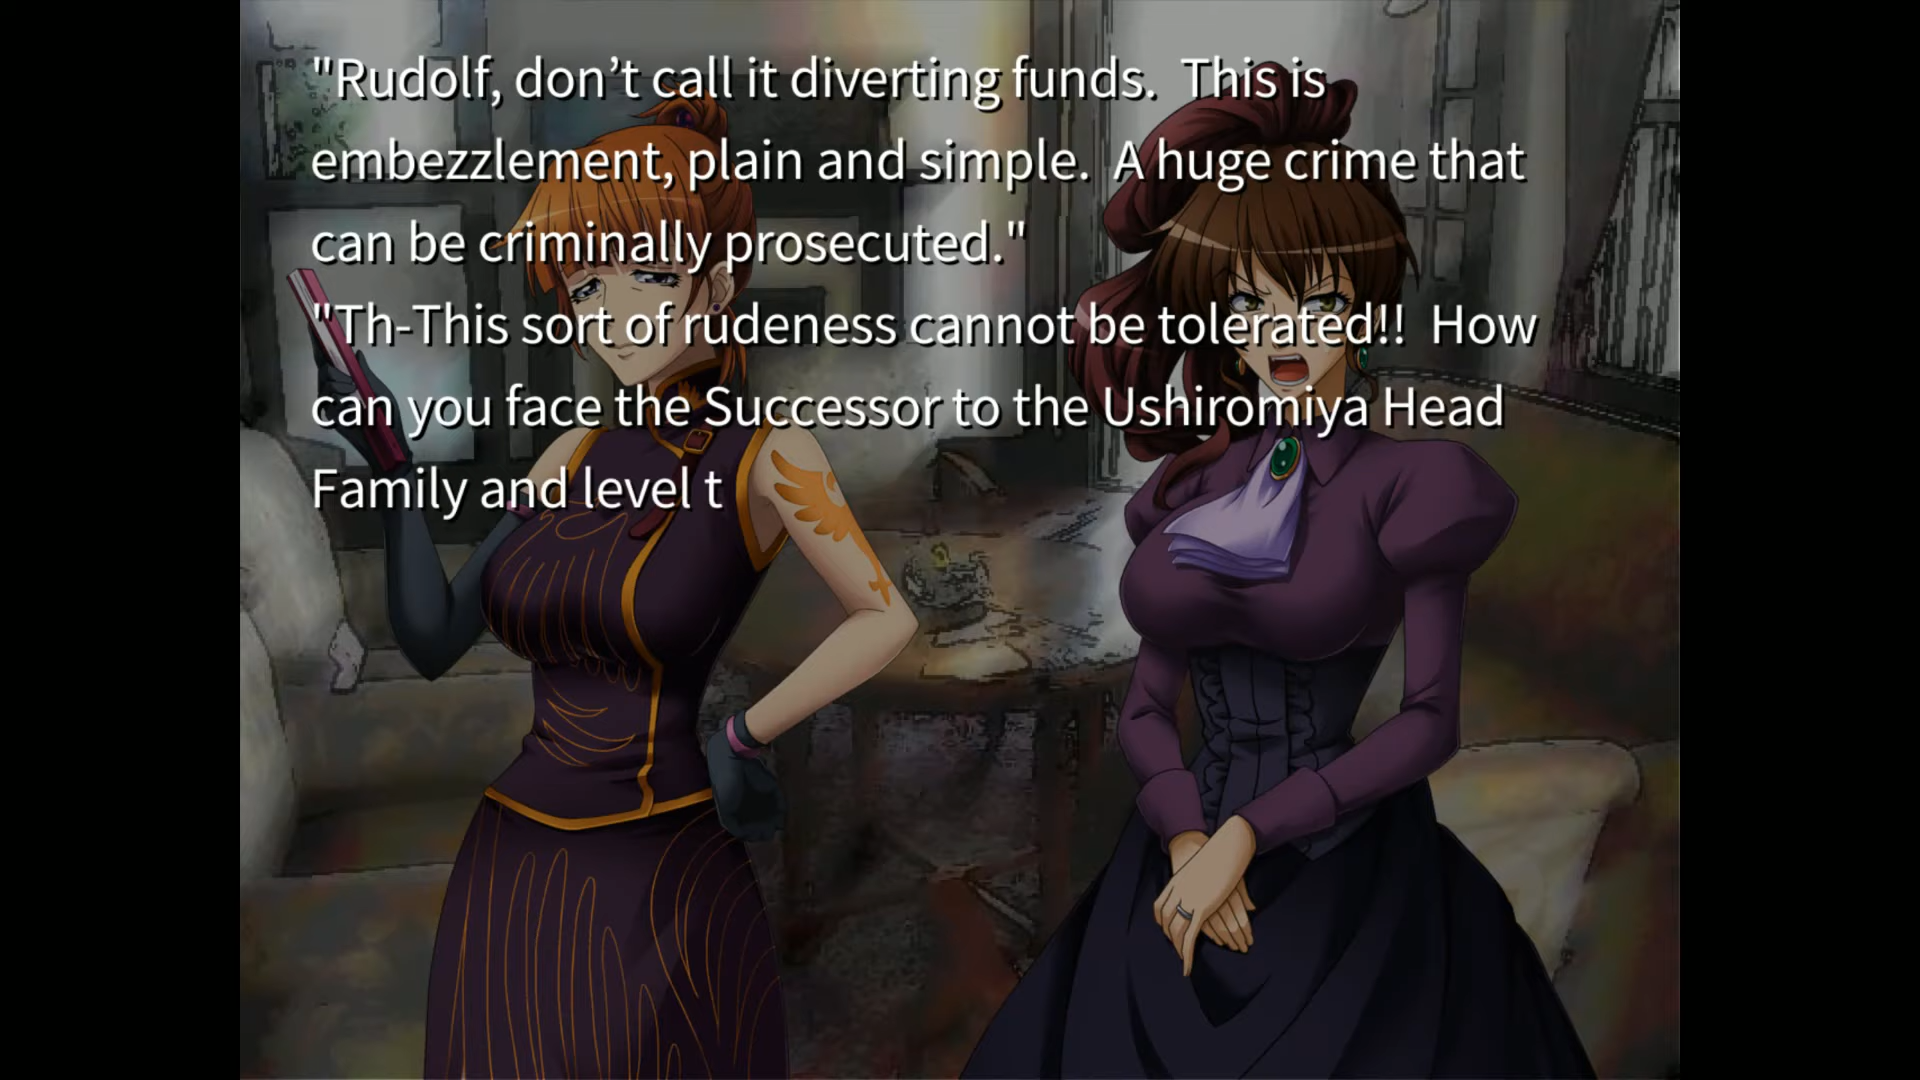 "Rudolf, don’t call it diverting funds.  This is
embezzlement, plain and simple.  A huge crime that
can be criminally prosecuted."
"Th-This sort of rudeness cannot be tolerated!!  How
can you face the Successor to the Ushiromiya Head
Family and level t